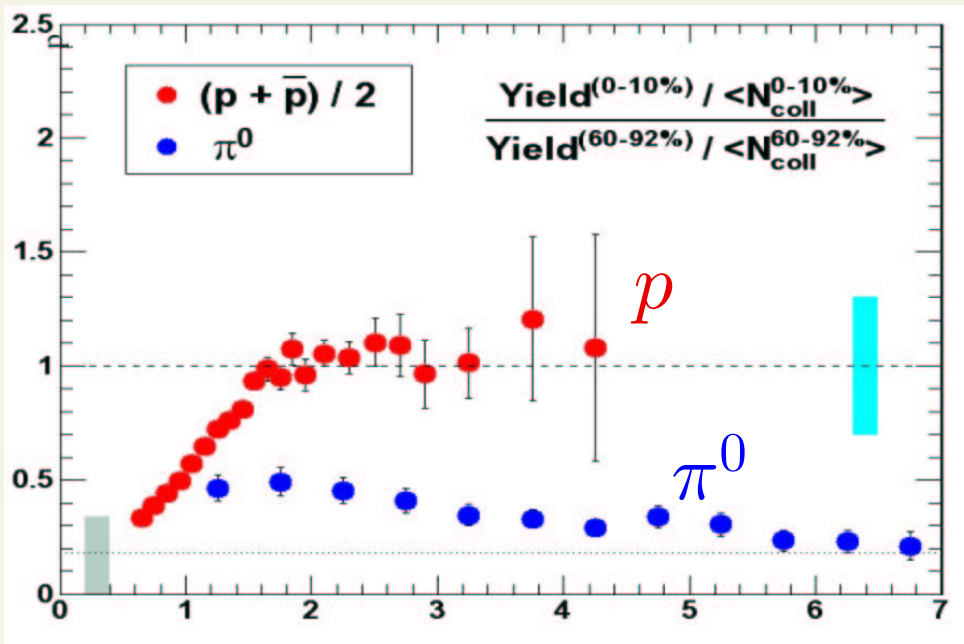 2.5
p
(p + p̅) / 2
π⁰
Yield^(0-10%) / <N_coll^0-10%>
Yield^(60-92%) / <N_coll^60-92%>
2
1.5
p
1
π⁰
0.5
0
0 1 2 3 4 5 6 7